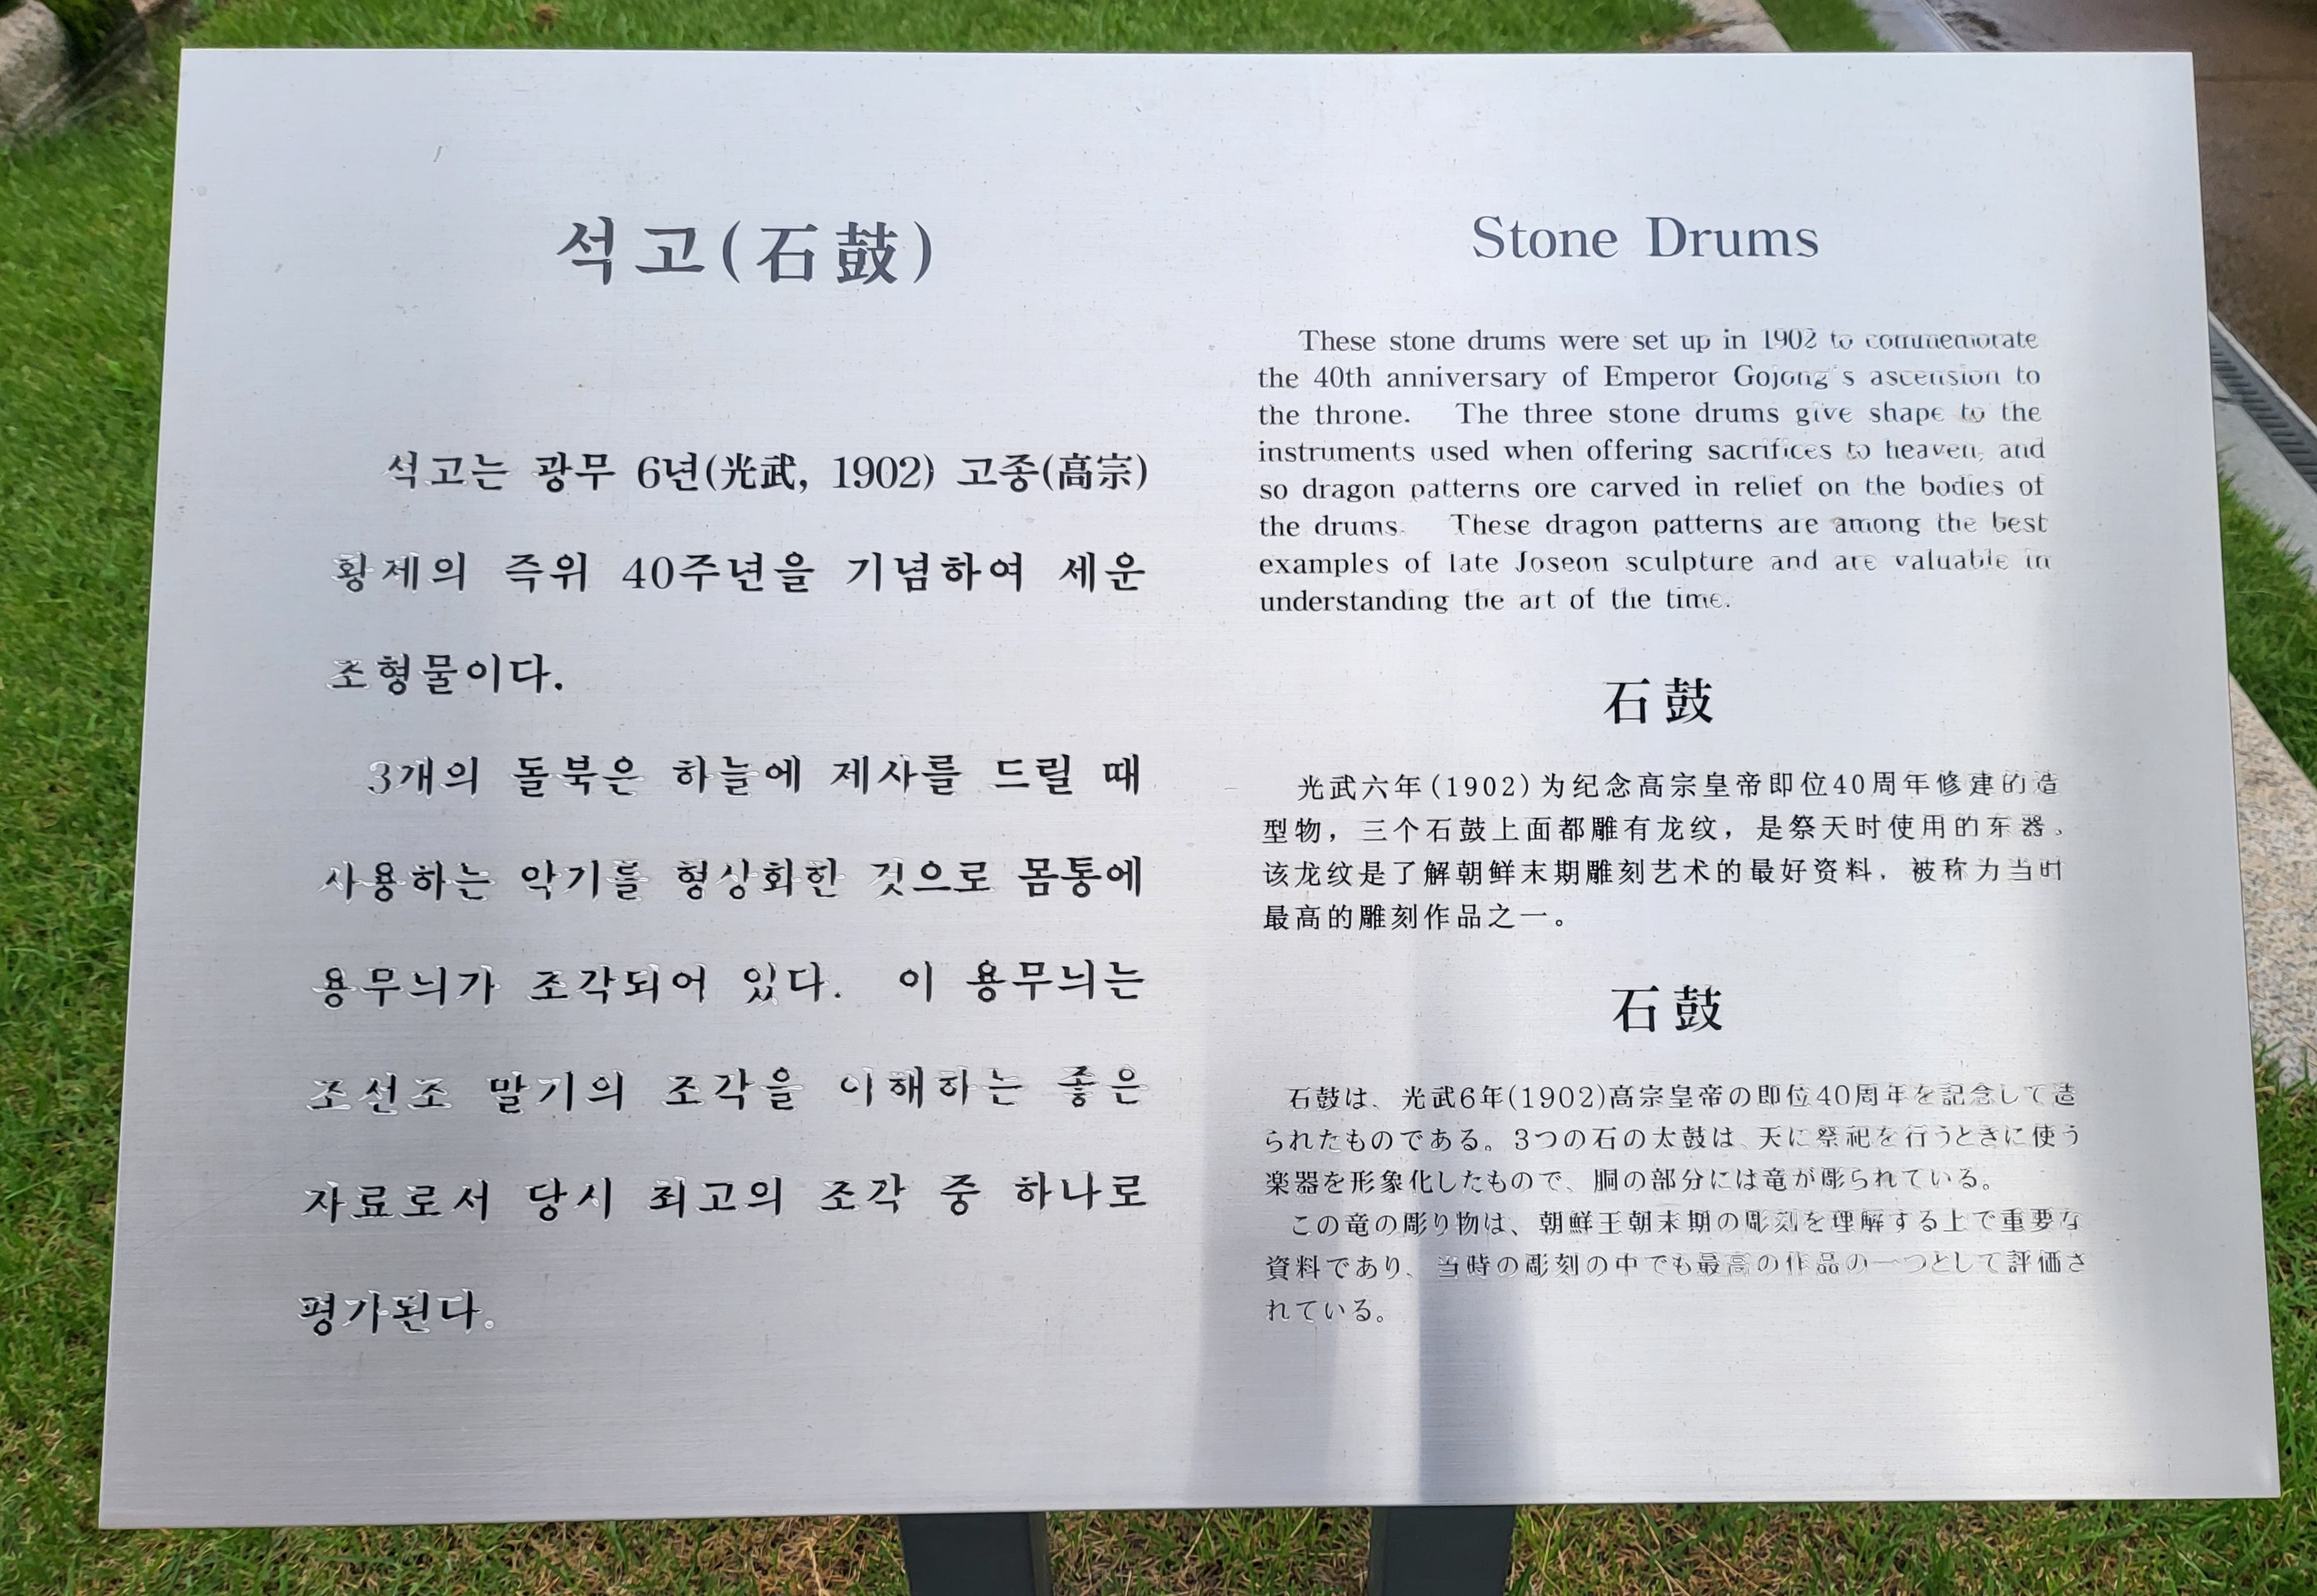 석고(石鼓)
석고는 광무 6년(光武, 1902) 고종(高宗)
황제의 즉위 40주년을 기념하여 세운
조형물이다.
3개의 돌북은 하늘에 제사를 드릴 때
사용하는 악기를 형상화한 것으로 몸통에
용무늬가 조각되어 있다. 이 용무늬는
조선조 말기의 조각을 이해하는 좋은
자료로서 당시 최고의 조각 중 하나로
평가된다.
Stone Drums
These stone drums were set up in 1902 to commemorate
the 40th anniversary of Emperor Gojong's ascension to
the throne. The three stone drums give shape to the
instruments used when offering sacrifices to heaven, and
so dragon patterns ore carved in relief on the bodies of
the drums. These dragon patterns are among the best
examples of late Joseon sculpture and are valuable in
understanding the art of the time.
石鼓
光武六年(1902)为纪念高宗皇帝即位40周年修建的造
型物，三个石鼓上面都雕有龙纹，是祭天时使用的东器。
该龙纹是了解朝鲜末期雕刻艺术的最好资料，被称为当时
最高的雕刻作品之一。
石鼓
石鼓は、光武6年(1902)高宗皇帝の即位40周年を記念して造
られたものである。3つの石の太鼓は、天に祭祀を行うときに使う
楽器を形象化したもので、胴の部分には竜が彫られている。
この竜の彫り物は、朝鮮王朝末期の彫刻を理解する上で重要な
資料であり、当時の彫刻の中でも最高の作品の一つとして評価さ
れている。